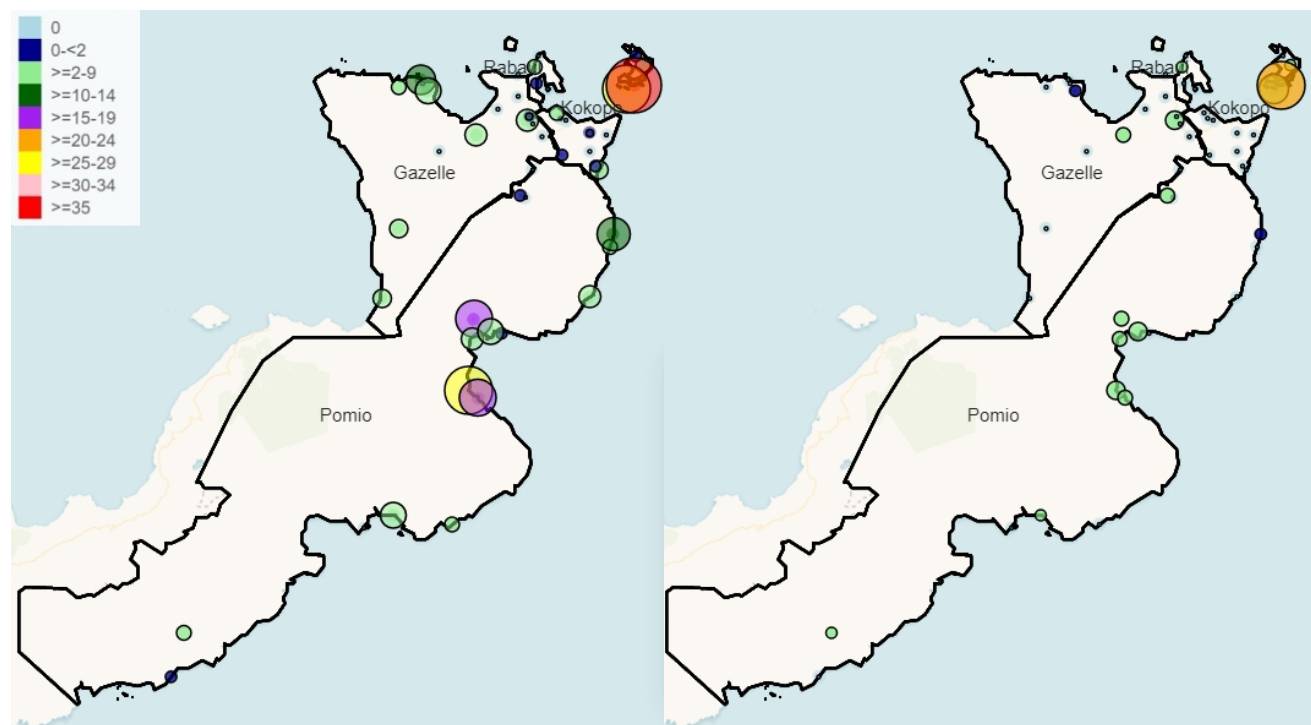 0
0-<2
>=2-9
>=10-14
>=15-19
>=20-24
>=25-29
>=30-34
>=35
Rabaul
Kokopo
Gazelle
Pomio
Rabaul
Kokopo
Gazelle
Pomio